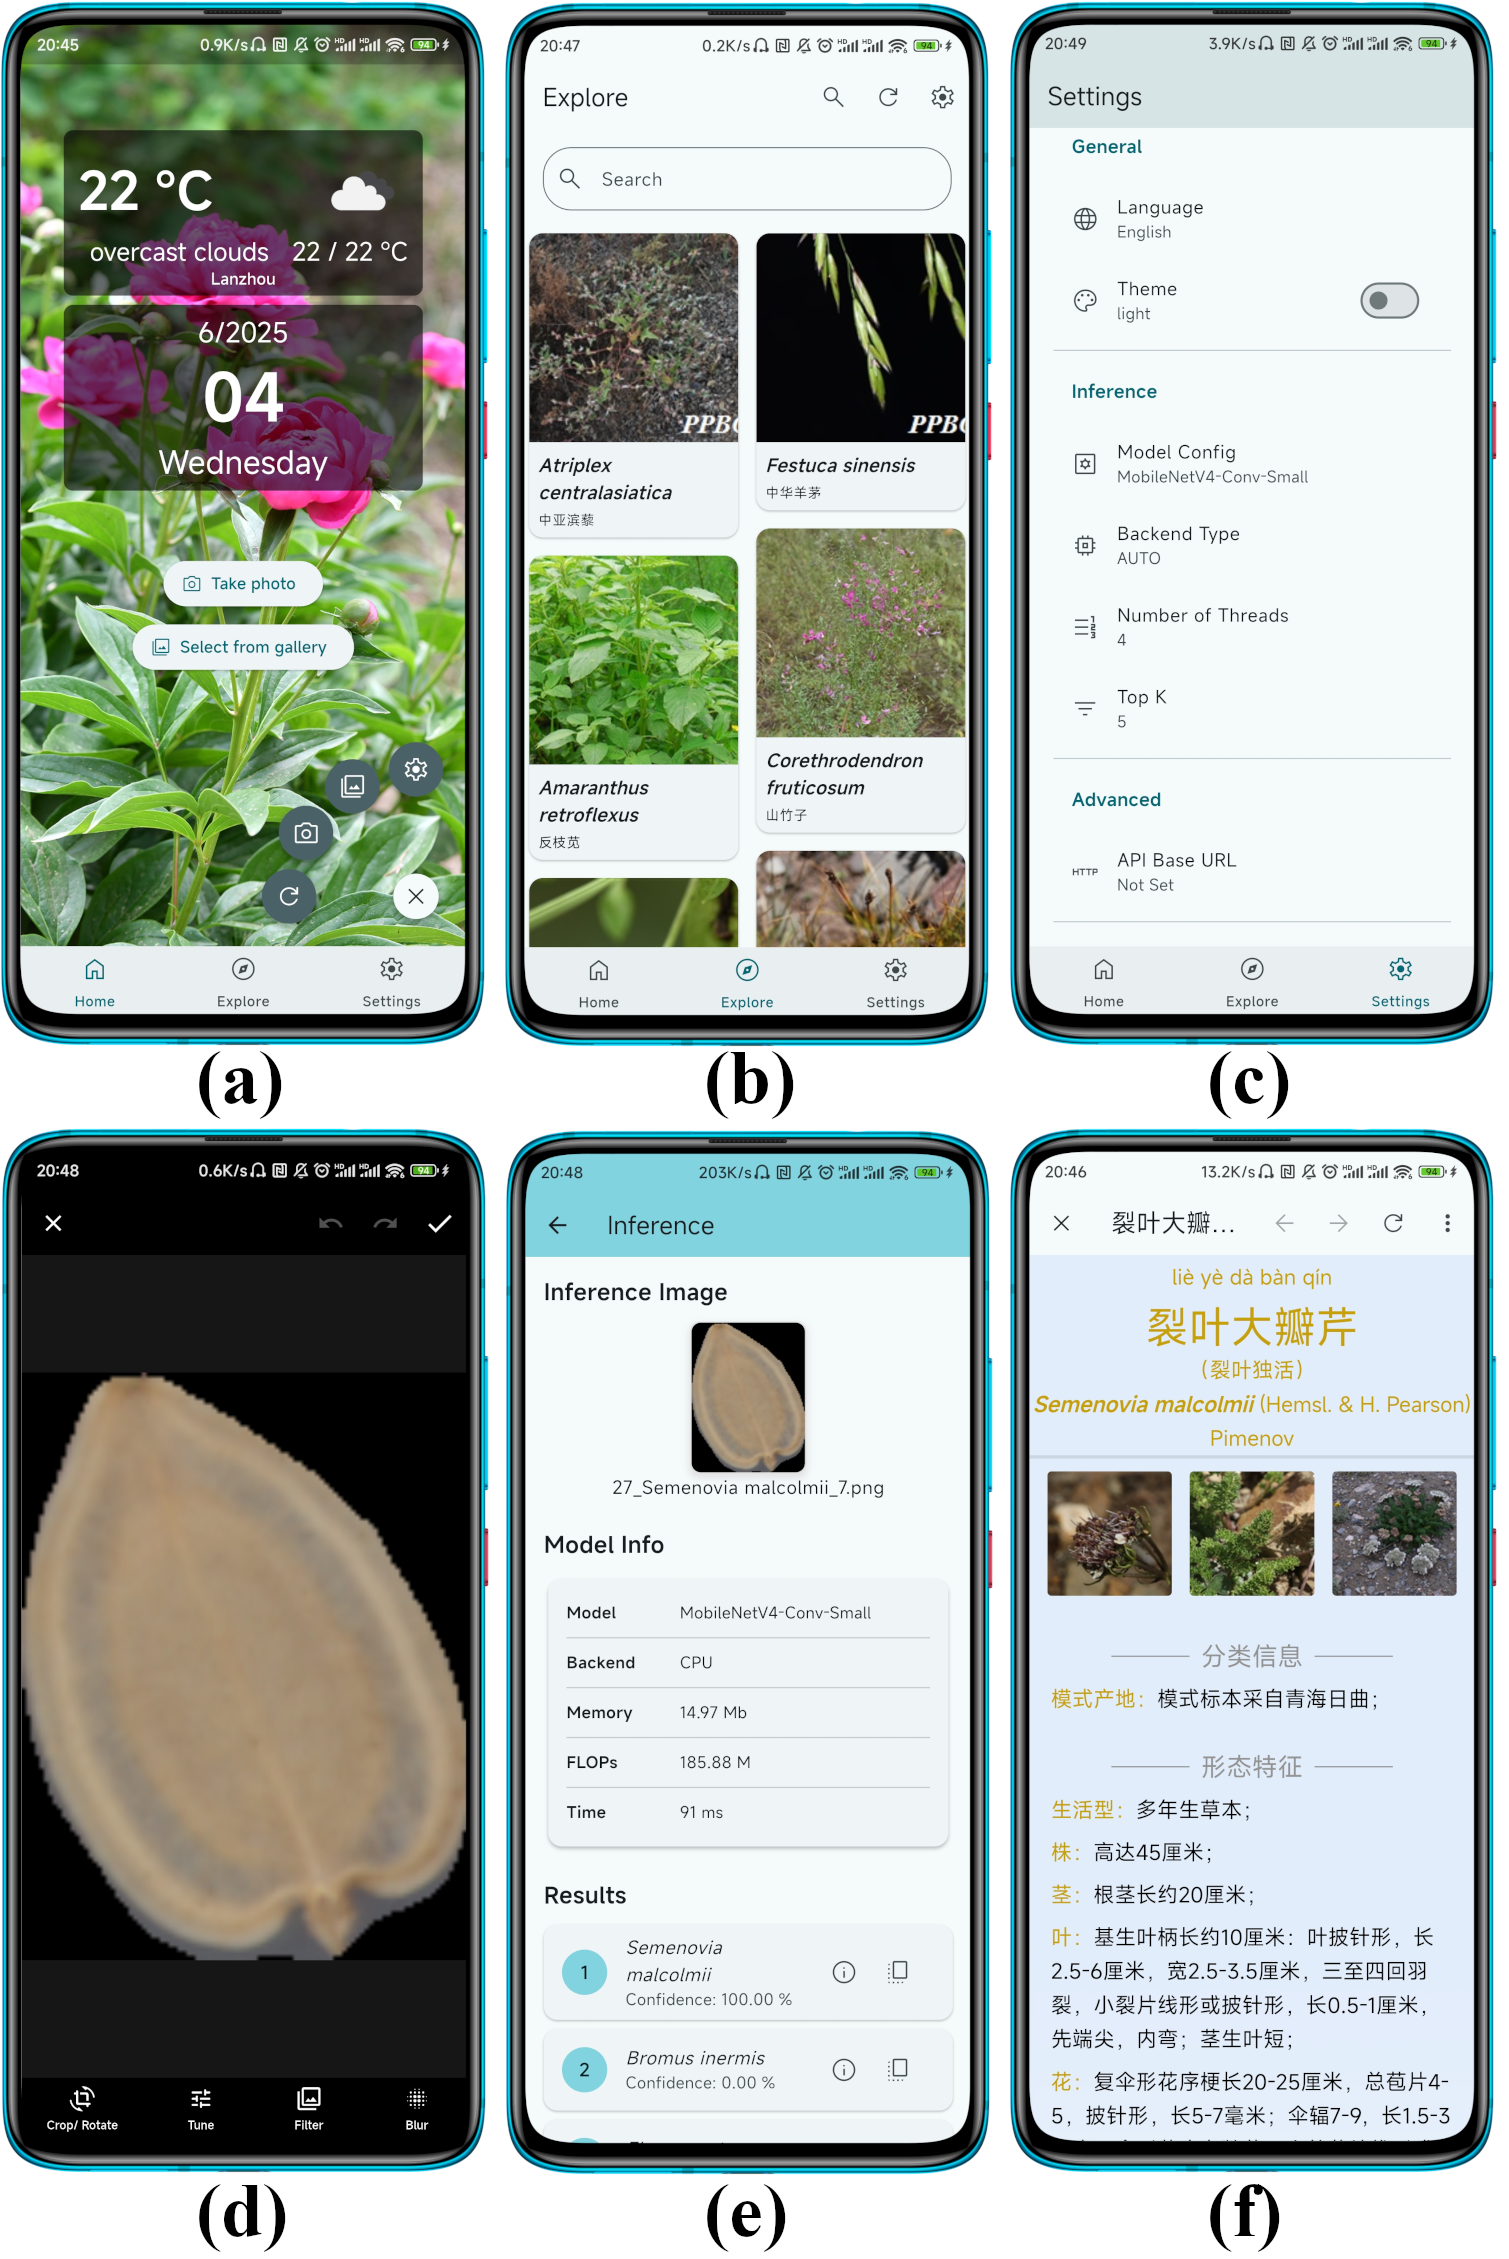 20:45 0.9K/s HD HD 94
22 °C
overcast clouds 22 / 22 °C
Lanzhou
6/2025
04
Wednesday
Take photo
Select from gallery
Home Explore Settings
(a)
20:47 0.2K/s HD HD 94
Explore
Search
PPBC
PPBC
Atriplex
centralasiatica
中亚滨藜
Festuca sinensis
中华羊茅
Amaranthus
retroflexus
反枝苋
Corethrodendron
fruticosum
山竹子
Home Explore Settings
(b)
20:49 3.9K/s HD HD 94
Settings
General
Language
English
Theme
light
Inference
Model Config
MobileNetV4-Conv-Small
Backend Type
AUTO
Number of Threads
4
Top K
5
Advanced
HTTP
API Base URL
Not Set
Home Explore Settings
(c)
20:48 0.6K/s HD HD 94
Crop/ Rotate Tune Filter Blur
(d)
20:48 203K/s HD HD 94
Inference
Inference Image
27_Semenovia malcolmii_7.png
Model Info
Model MobileNetV4-Conv-Small
Backend CPU
Memory 14.97 Mb
FLOPs 185.88 M
Time 91 ms
Results
1
Semenovia
malcolmii
Confidence: 100.00 %
2
Bromus inermis
Confidence: 0.00 %
(e)
20:46 13.2K/s HD HD 94
裂叶大瓣...
liè yè dà bàn qín
裂叶大瓣芹
（裂叶独活）
Semenovia malcolmii (Hemsl. & H. Pearson)
Pimenov
分类信息
模式产地：模式标本采自青海日曲；
形态特征
生活型：多年生草本；
株：高达45厘米；
茎：根茎长约20厘米；
叶：基生叶柄长约10厘米：叶披针形，长
2.5-6厘米，宽2.5-3.5厘米，三至四回羽
裂，小裂片线形或披针形，长0.5-1厘米，
先端尖，内弯；茎生叶短；
花：复伞形花序梗长20-25厘米，总苞片4-
5，披针形，长5-7毫米；伞辐7-9，长1.5-3
(f)